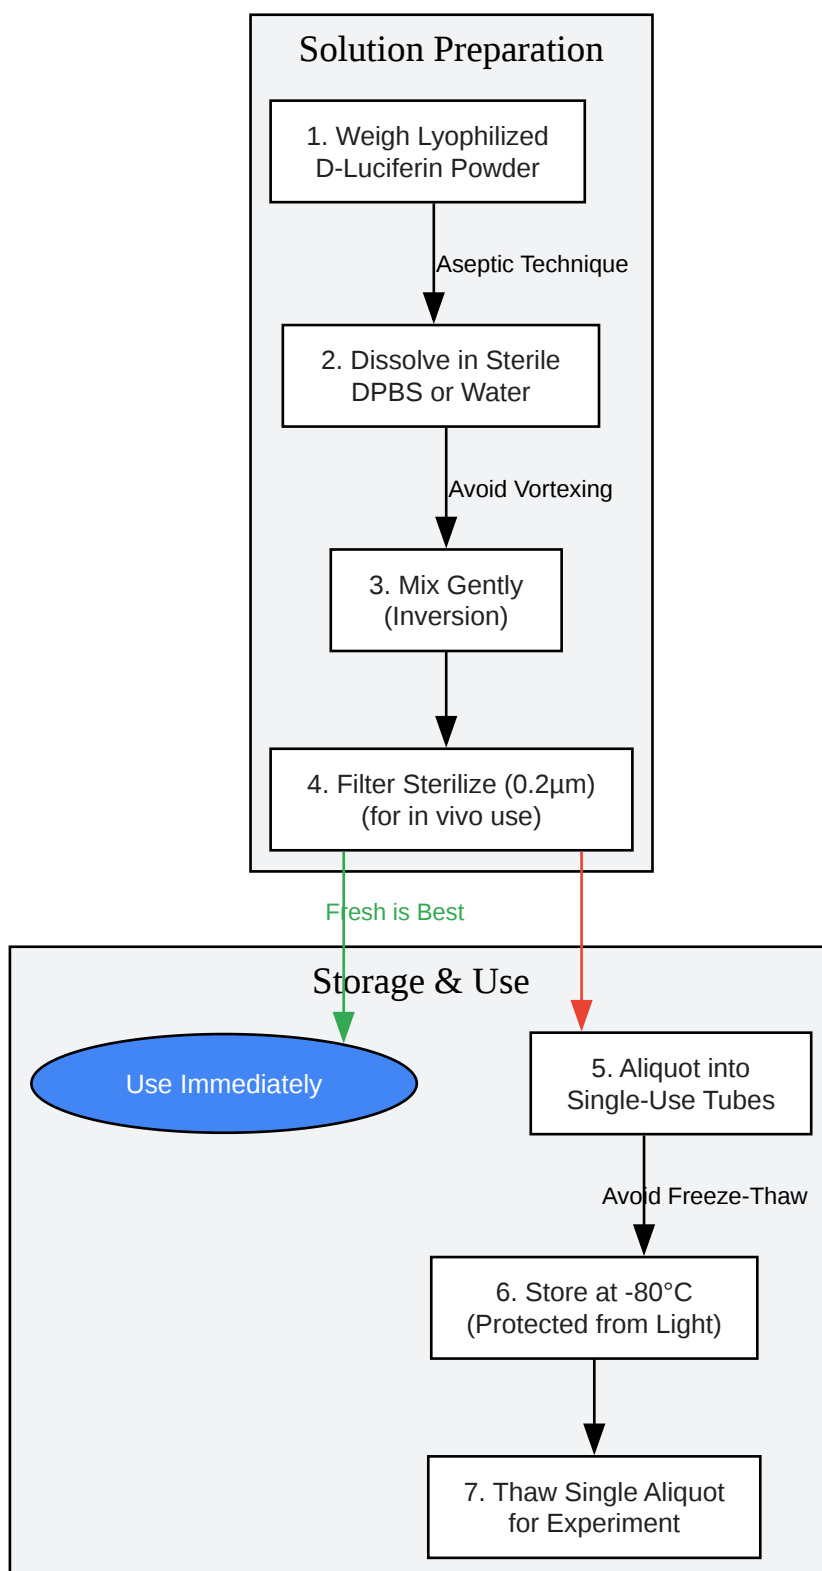 Solution Preparation
1. Weigh Lyophilized
D-Luciferin Powder
Aseptic Technique
2. Dissolve in Sterile
DPBS or Water
Avoid Vortexing
3. Mix Gently
(Inversion)
4. Filter Sterilize (0.2µm)
(for in vivo use)
Fresh is Best
Storage & Use
Use Immediately
5. Aliquot into
Single-Use Tubes
Avoid Freeze-Thaw
6. Store at -80°C
(Protected from Light)
7. Thaw Single Aliquot
for Experiment